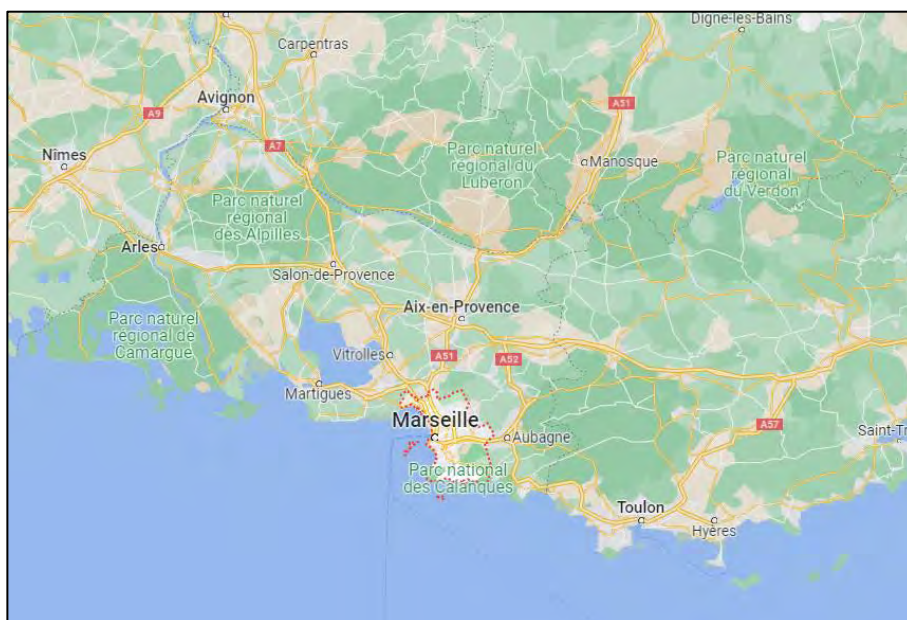 Digne-les-Bains
Carpentras
Avignon
A9
A51
A7
Nîmes
Parc naturel
régional du
Luberon
Manosque
Parc naturel
régional
du Verdon
Parc naturel
régional
des Alpilles
Arles
Salon-de-Provence
Aix-en-Provence
Parc naturel
régional de
Camargue
Vitrolles
A51
A52
Martigues
Marseille
Aubagne
A57
Saint-Tr
Parc national
des Calanques
Toulon
Hyères